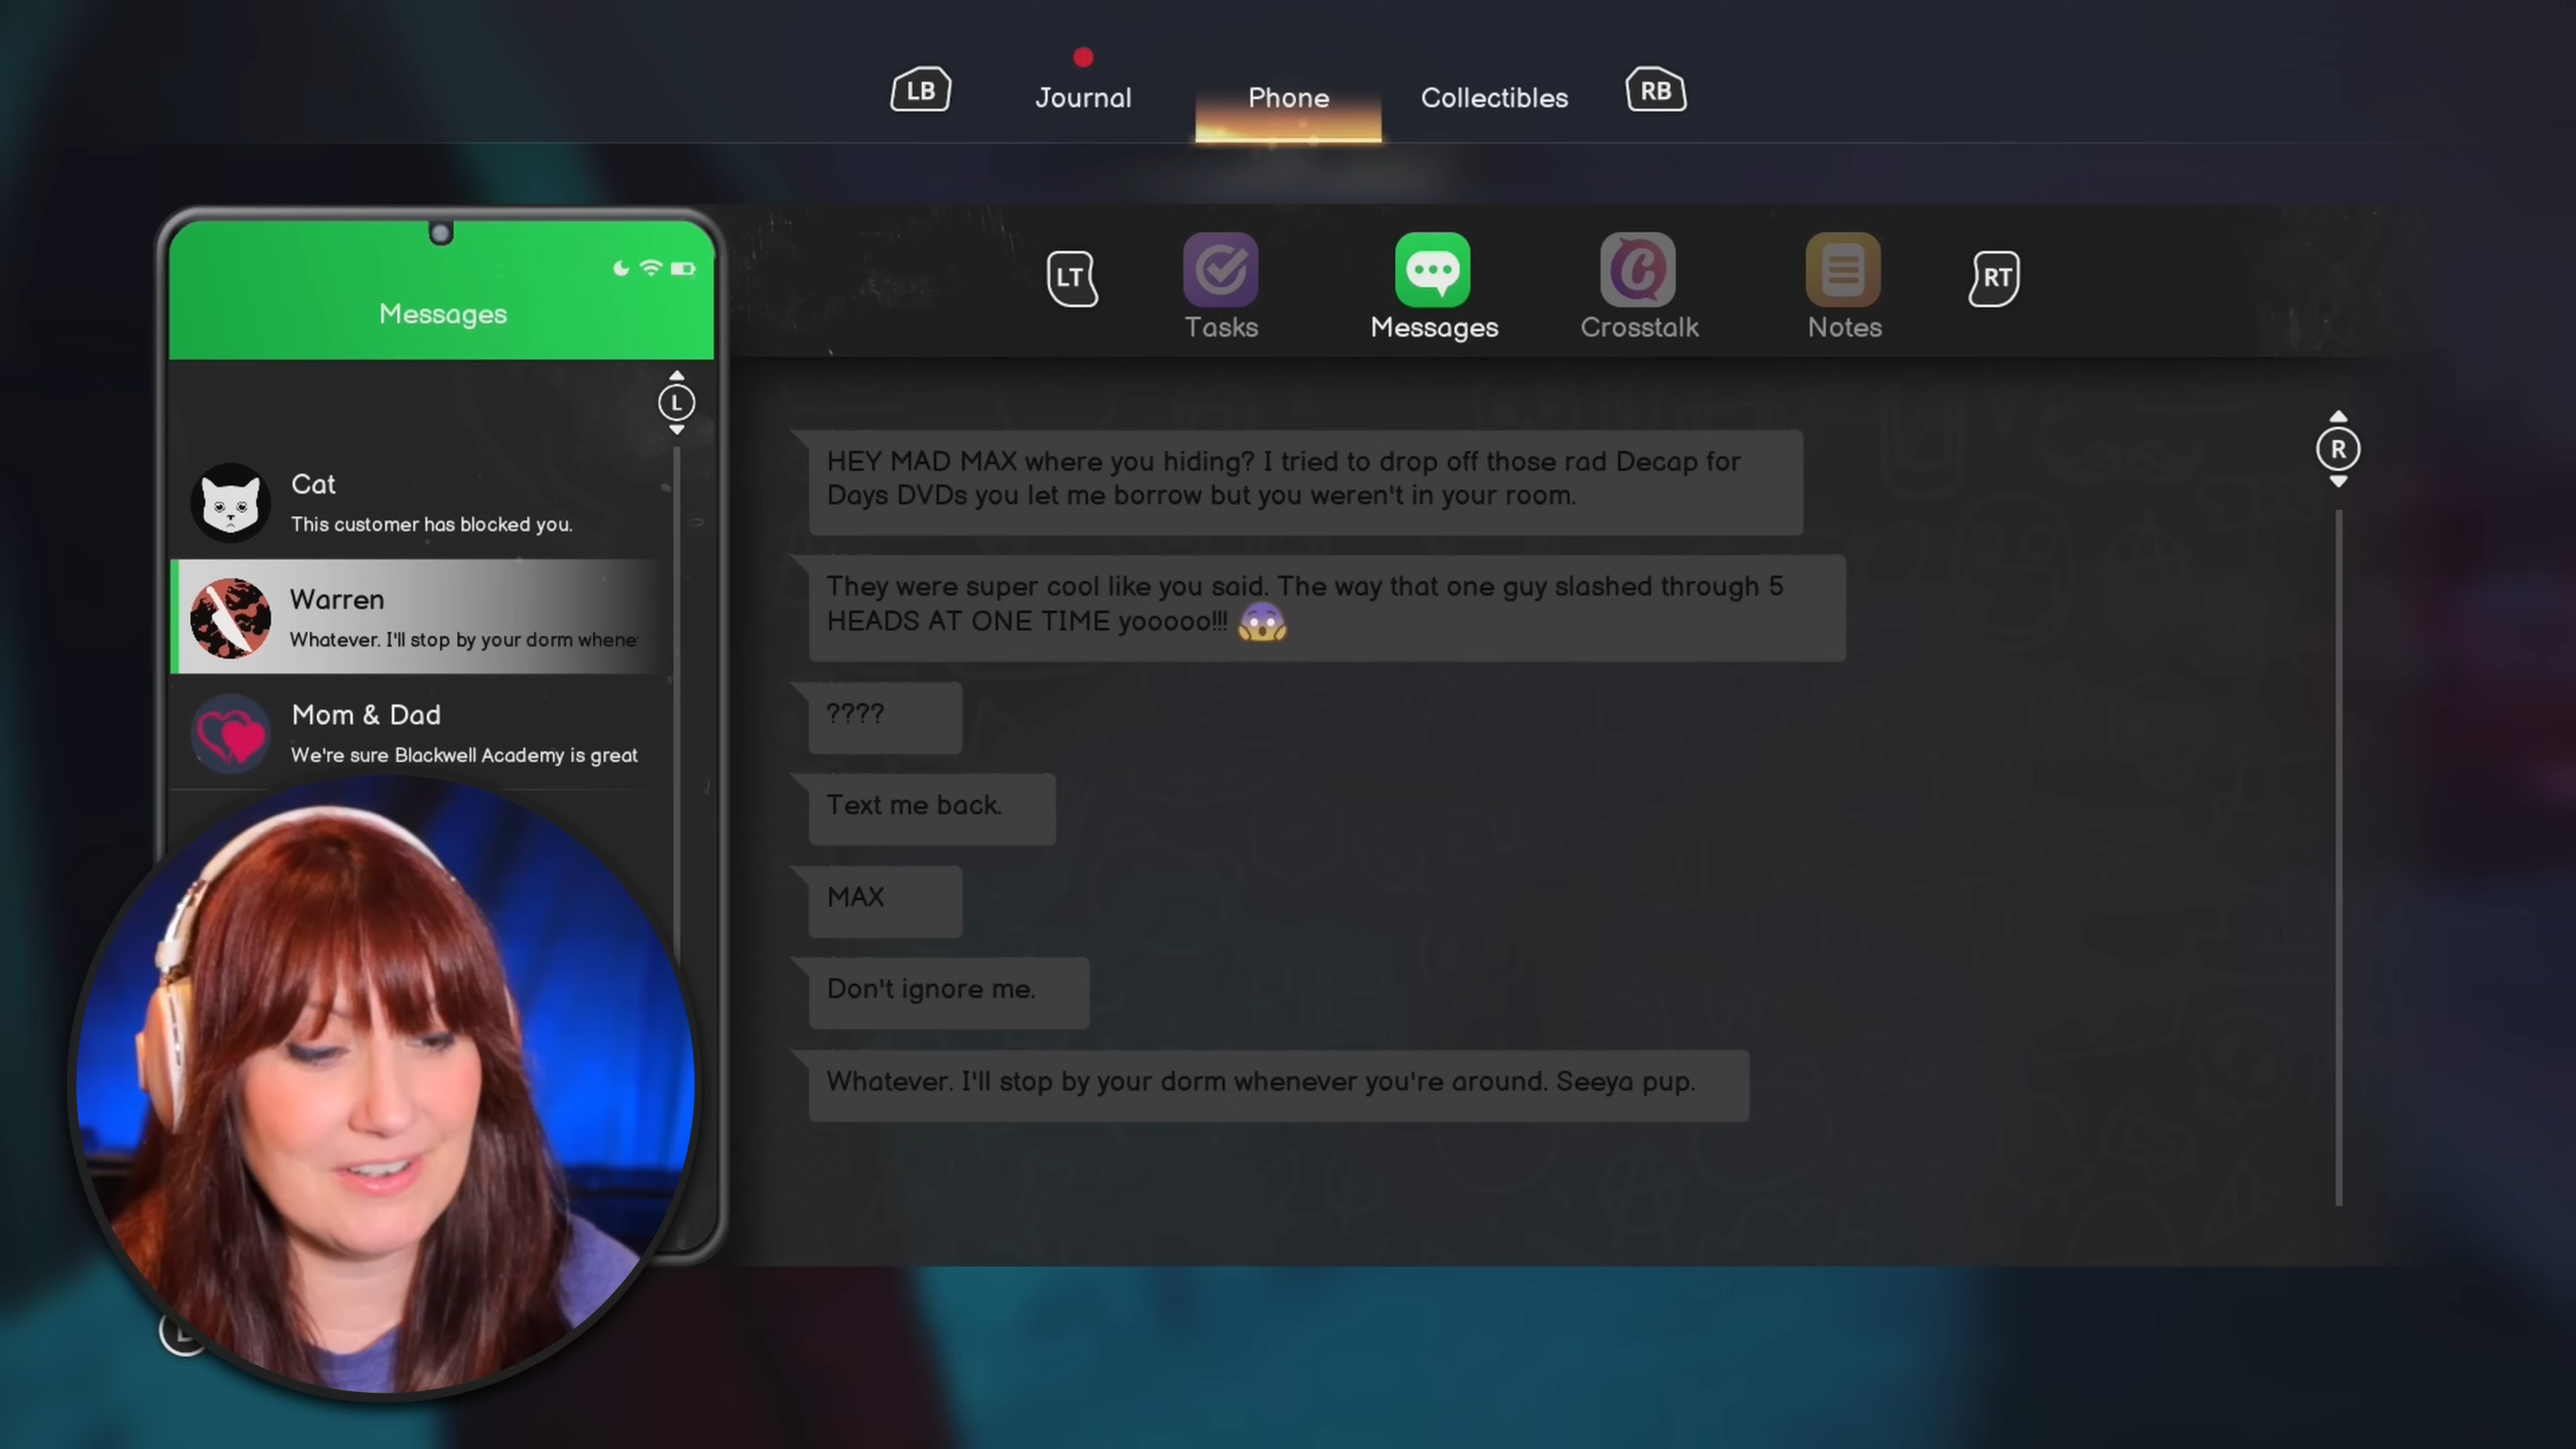 LB
Journal
Phone
Collectibles
RB
Messages
LT
Tasks
Messages
Crosstalk
Notes
RT
L
Cat
This customer has blocked you.
Warren
Whatever. I'll stop by your dorm whene
Mom & Dad
We're sure Blackwell Academy is great
R
HEY MAD MAX where you hiding? I tried to drop off those rad Decap for
Days DVDs you let me borrow but you weren't in your room.
They were super cool like you said. The way that one guy slashed through 5
HEADS AT ONE TIME yooooo!!! 😱
????
Text me back.
MAX
Don't ignore me.
Whatever. I'll stop by your dorm whenever you're around. Seeya pup.